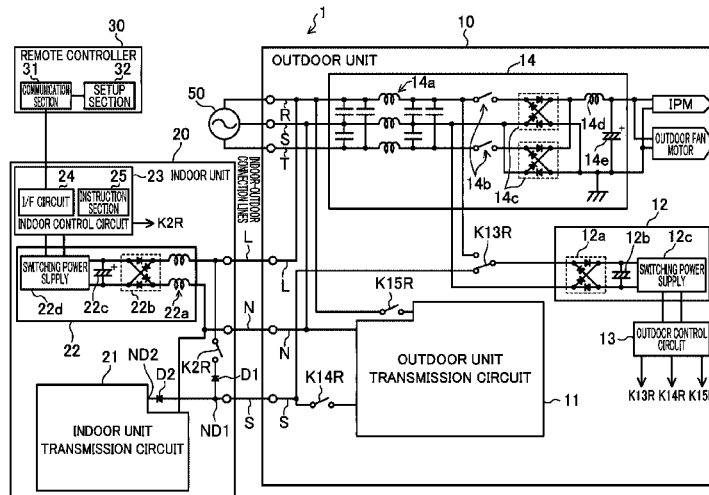 1
30
REMOTE CONTROLLER
31
32
COMMUNICATION
SECTION
SETUP
SECTION
10
OUTDOOR UNIT
14
14a
50
R
S
T
14b
14c
14d
14e
IPM
OUTDOOR FAN
MOTOR
20
23
INDOOR UNIT
24
25
I/F CIRCUIT
INSTRUCTION
SECTION
INDOOR CONTROL CIRCUIT
K2R
INDOOR-OUTDOOR
CONNECTION LINES
L
L
K13R
12
12a
12b
12c
SWITCHING POWER
SUPPLY
SWITCHING POWER
SUPPLY
22d
22c
22b
22a
22
N
N
K15R
K2R
D1
13
OUTDOOR CONTROL
CIRCUIT
K13R
K14R
K15R
21
ND2
D2
ND1
S
S
K14R
OUTDOOR UNIT
TRANSMISSION CIRCUIT
11
INDOOR UNIT
TRANSMISSION CIRCUIT